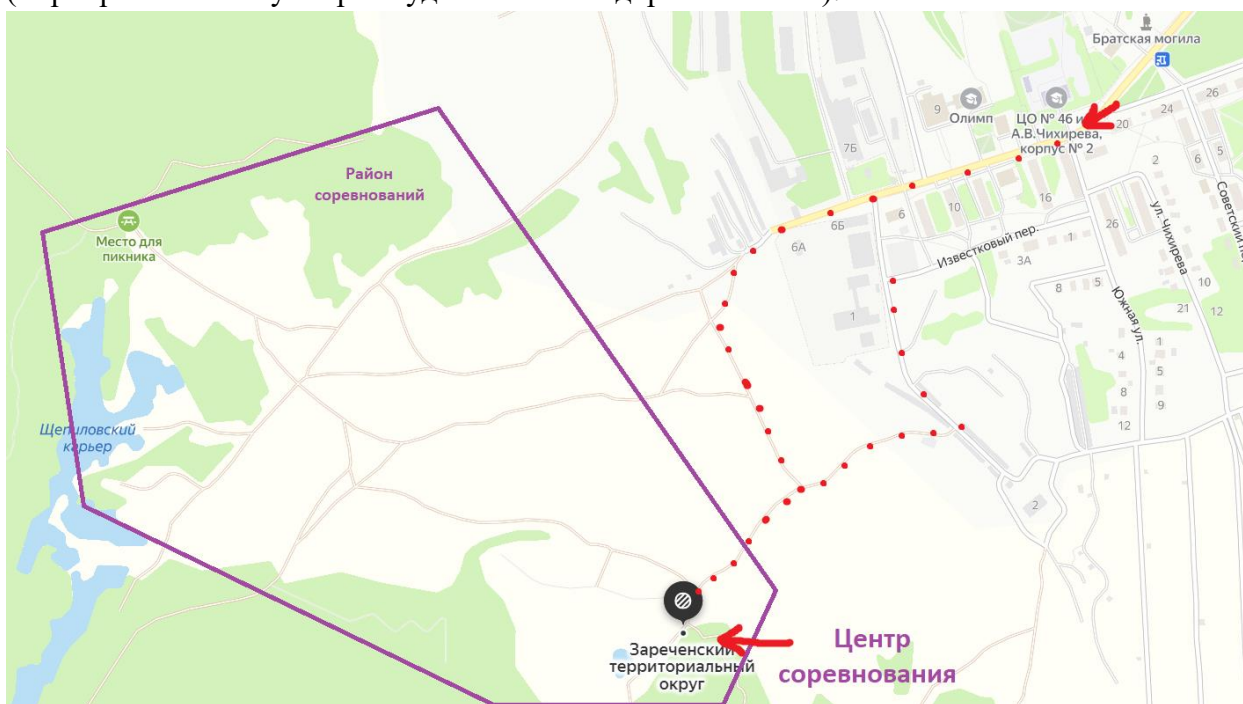 Братская могила
26
24
20
9
Олимп
ЦО № 46 и
А.В.Чихирева,
корпус № 2
7Б
2
6
5
Район
соревнований
Советский пер
16
10
6
6Б
6А
ул. Чихирева
26
Место для
пикника
Известковый пер.
1
3А
8
5
10
21
12
Южная ул.
1
1
4
5
8
9
12
Щепиловский
карьер
2
Зареченский
территориальный
округ
Центр
соревнования